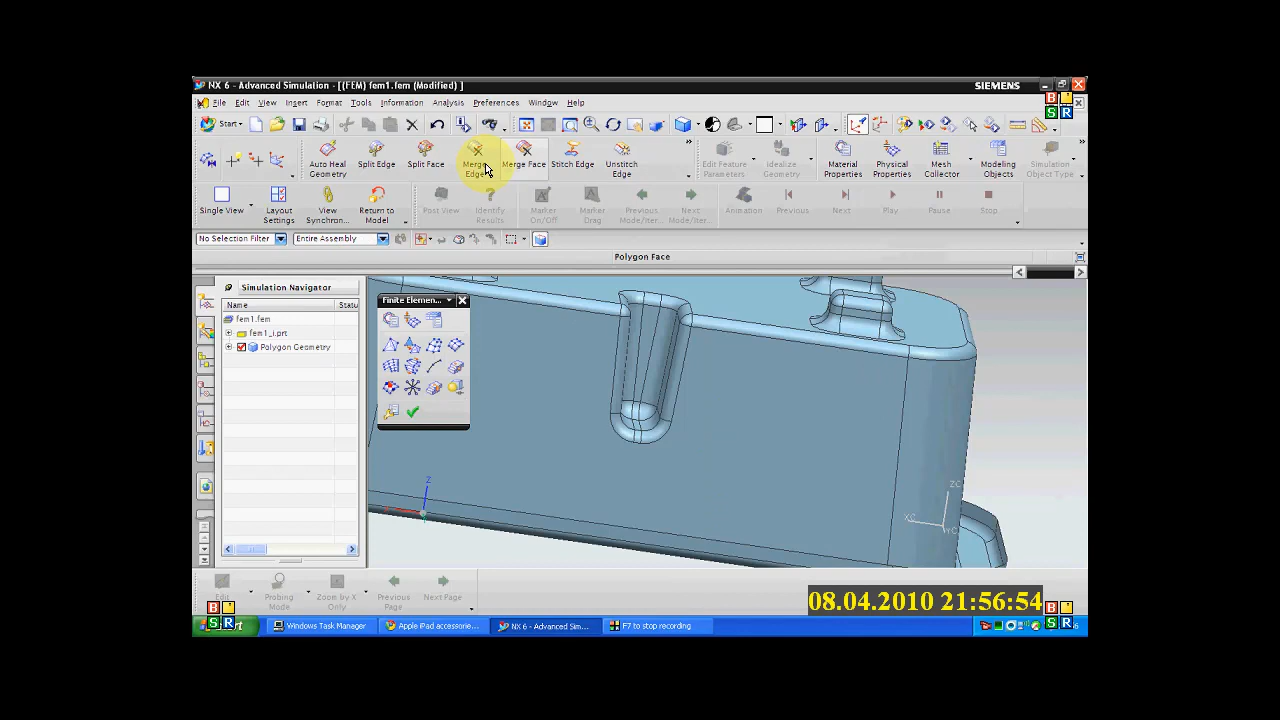 NX 6 - Advanced Simulation - [(FEM) fem1.fem (Modified) ]
SIEMENS
File Edit View Insert Format Tools Information Analysis Preferences Window Help
Start
Auto Heal Geometry
Split Edge
Split Face
Merge Edge
Merge Face
Stitch Edge
Unstitch Edge
Edit Feature Parameters
Idealize Geometry
Material Properties
Physical Properties
Mesh Collector
Modeling Objects
Simulation Object Type
Single View
Layout Settings
View Synchron...
Return to Model
Post View
Identify Results
Marker On/Off
Marker Drag
Previous Mode/Iter...
Next Mode/Iter...
Animation
Previous
Next
Play
Pause
Stop
No Selection Filter
Entire Assembly
Polygon Face
Simulation Navigator
Name
Statu
fem1.fem
fem1_i.prt
Polygon Geometry
Finite Elemen...
Z
ZC
XC
YC
Edit
Probing Mode
Zoom by X Only
Previous Page
Next Page
08.04.2010 21:56:54
B
S R
Windows Task Manager
Apple iPad accessorie...
NX 6 - Advanced Sim...
F7 to stop recording